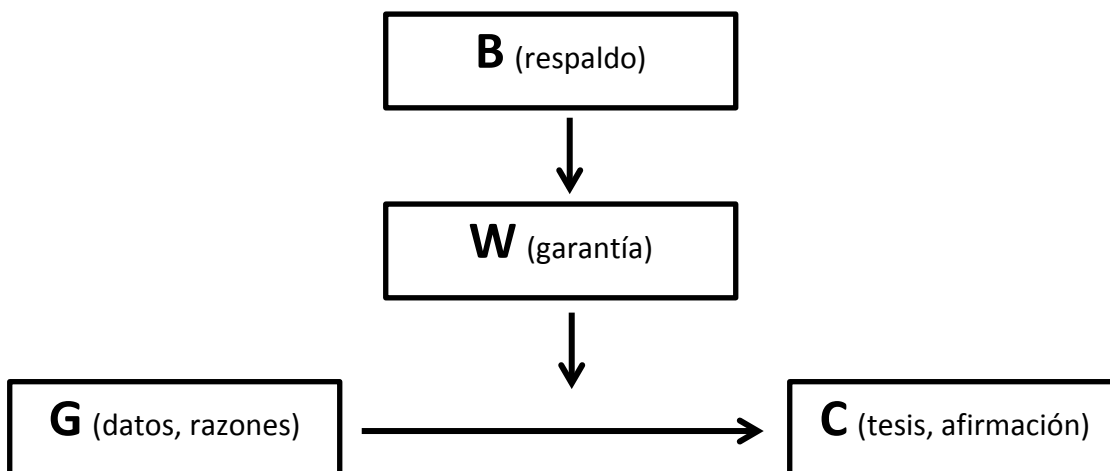 B (respaldo)
W (garantía)
G (datos, razones)
C (tesis, afirmación)